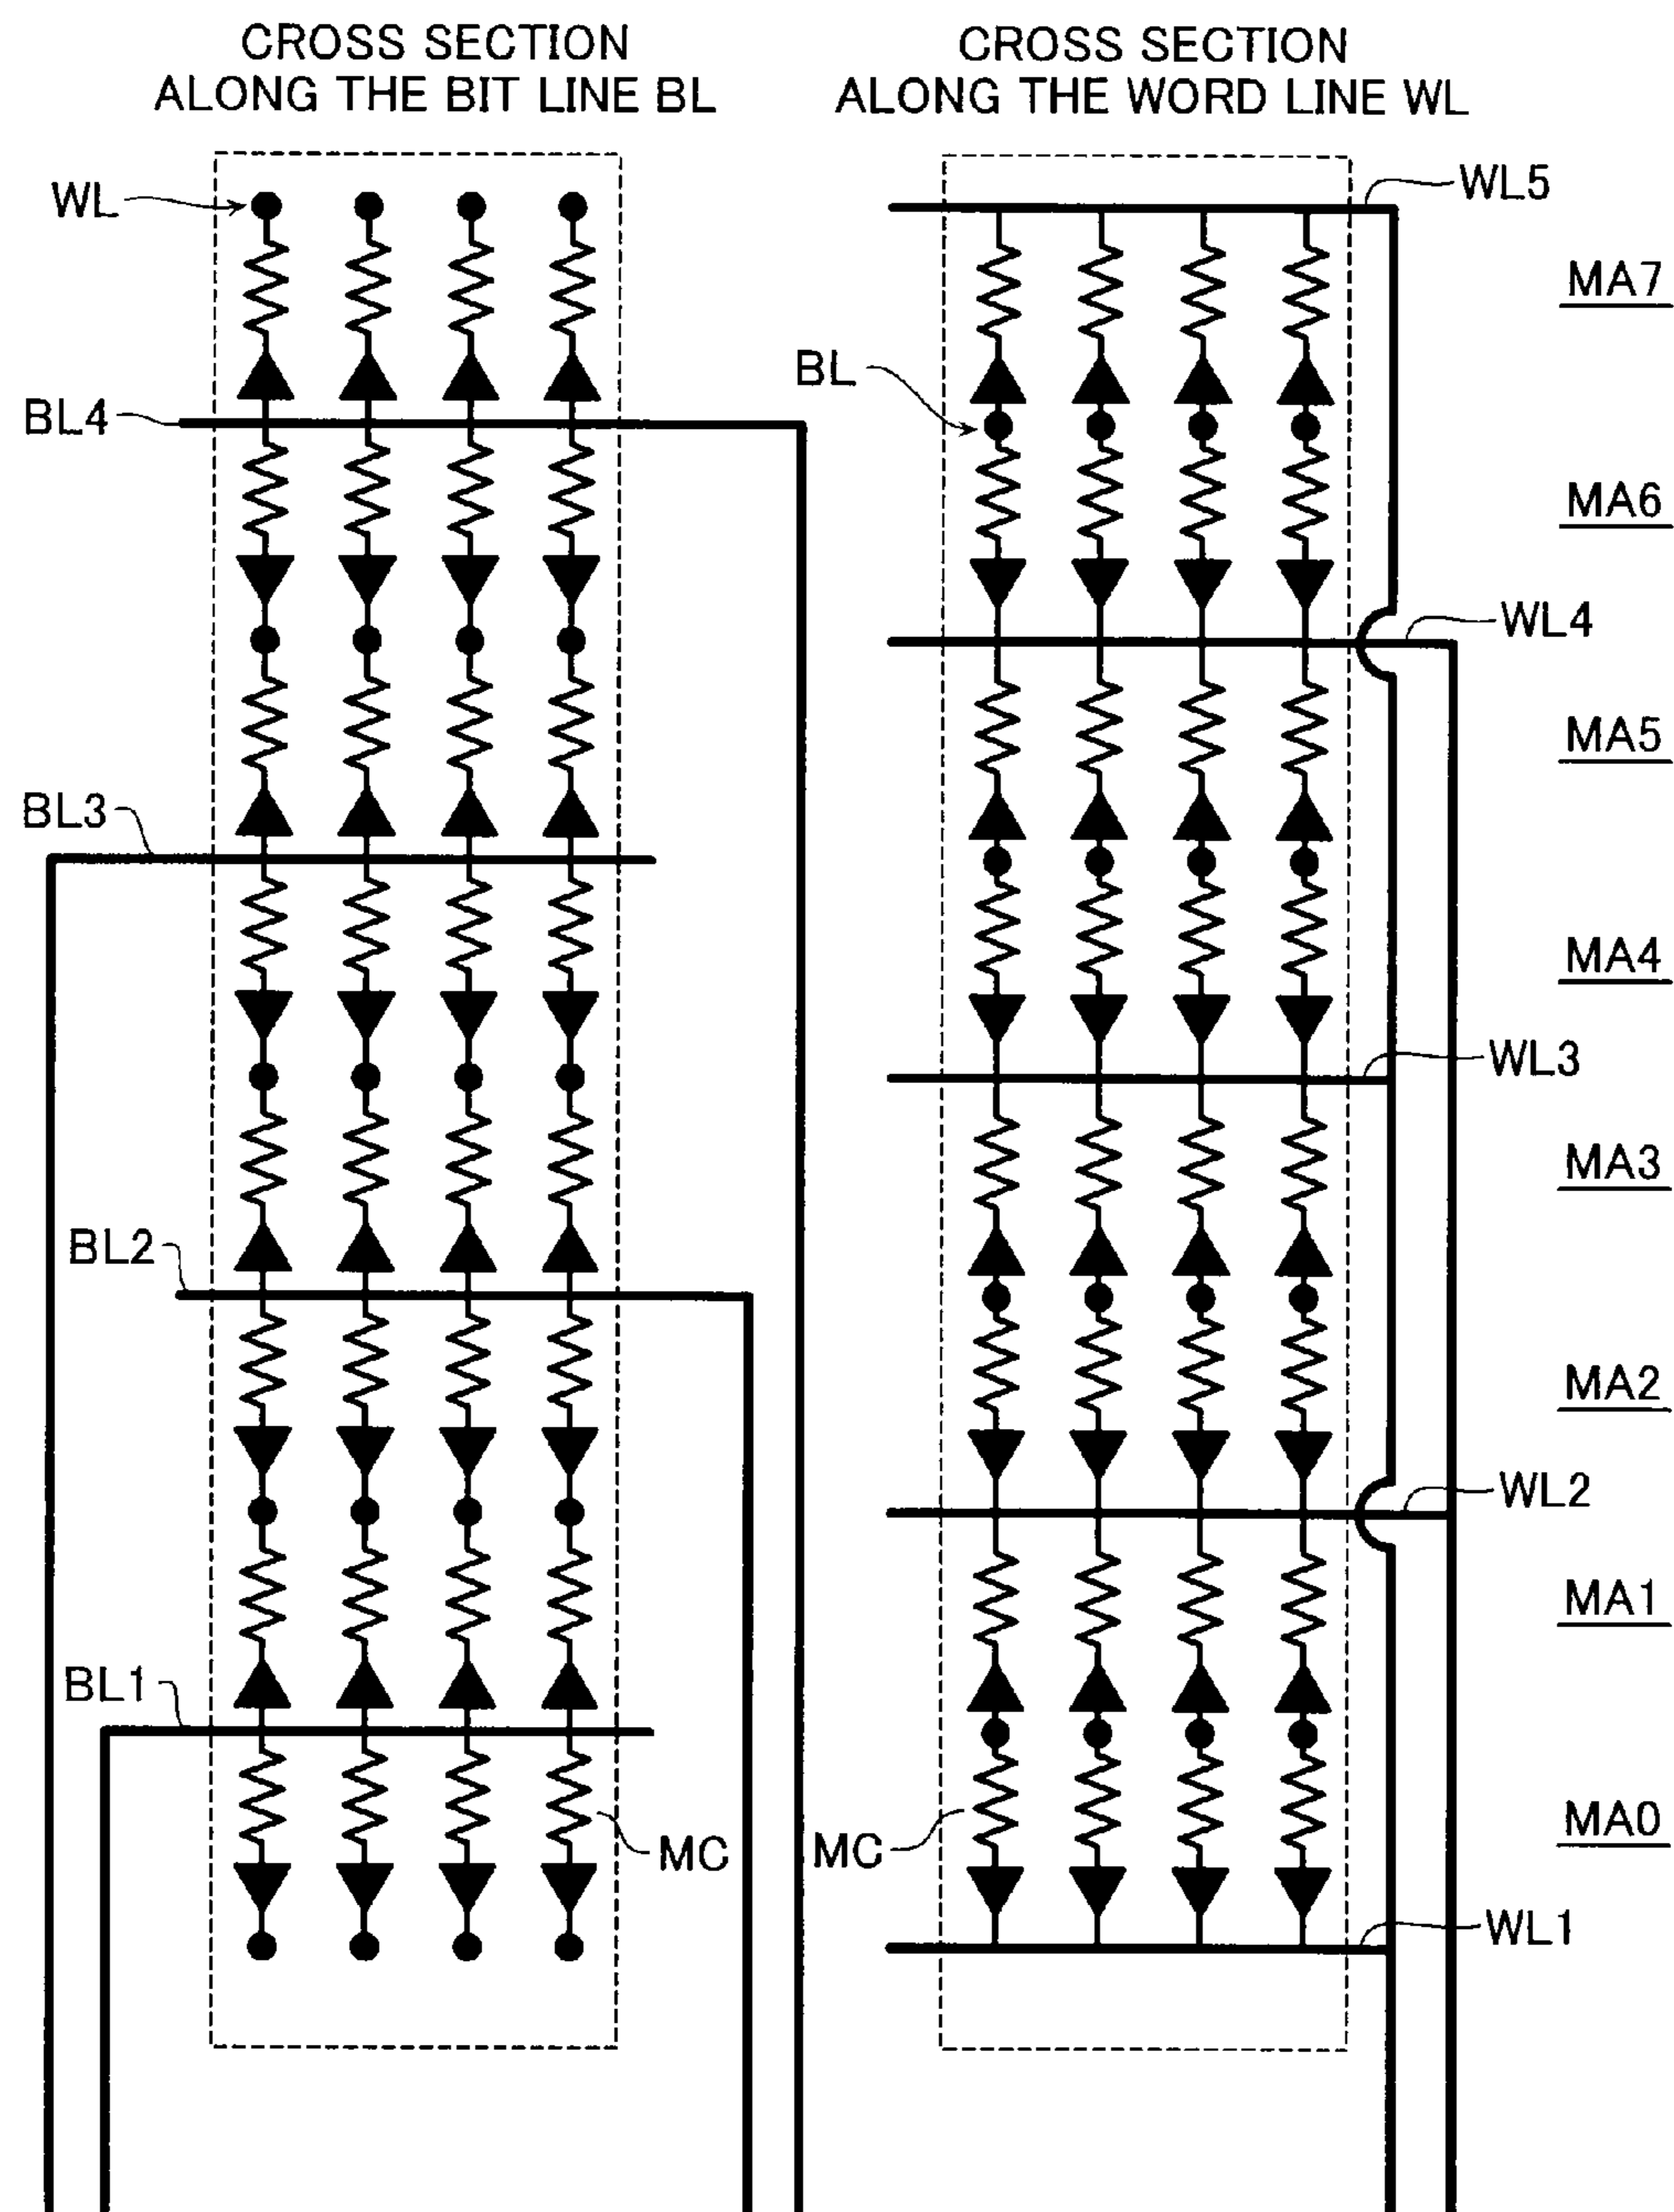 CROSS SECTION
ALONG THE BIT LINE BL
WL
BL4
BL3
BL2
BL1
MC
CROSS SECTION
ALONG THE WORD LINE WL
WL5
MA7
BL
MA6
WL4
MA5
MA4
WL3
MA3
MA2
WL2
MA1
MA0
MC
WL1